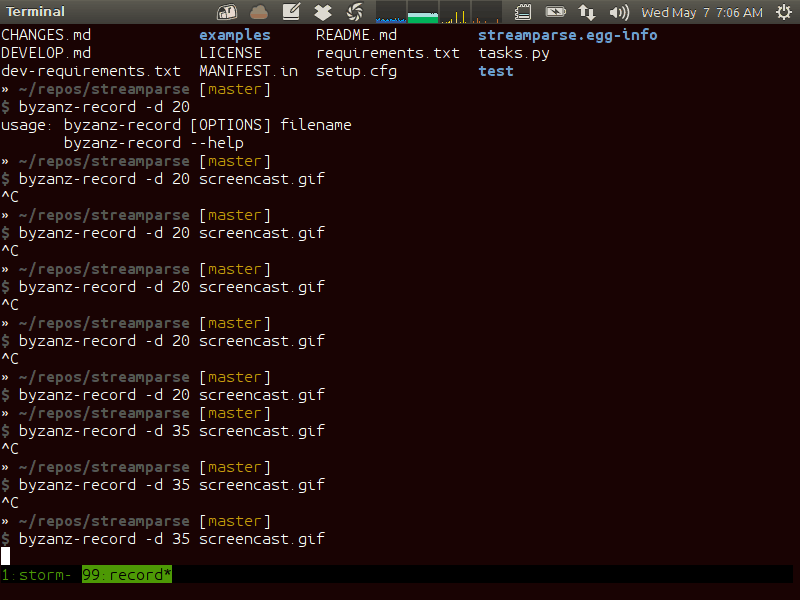 Terminal Wed May 7 7:06 AM
CHANGES.md examples README.md streamparse.egg-info
DEVELOP.md LICENSE requirements.txt tasks.py
dev-requirements.txt MANIFEST.in setup.cfg test
» ~/repos/streamparse [master]
$ byzanz-record -d 20
usage: byzanz-record [OPTIONS] filename
byzanz-record --help
» ~/repos/streamparse [master]
$ byzanz-record -d 20 screencast.gif
^C
» ~/repos/streamparse [master]
$ byzanz-record -d 20 screencast.gif
^C
» ~/repos/streamparse [master]
$ byzanz-record -d 20 screencast.gif
^C
» ~/repos/streamparse [master]
$ byzanz-record -d 20 screencast.gif
^C
» ~/repos/streamparse [master]
$ byzanz-record -d 20 screencast.gif
» ~/repos/streamparse [master]
$ byzanz-record -d 35 screencast.gif
^C
» ~/repos/streamparse [master]
$ byzanz-record -d 35 screencast.gif
^C
» ~/repos/streamparse [master]
$ byzanz-record -d 35 screencast.gif
1:storm- 99:record*